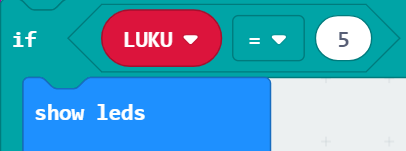 if LUKU = 5
show leds